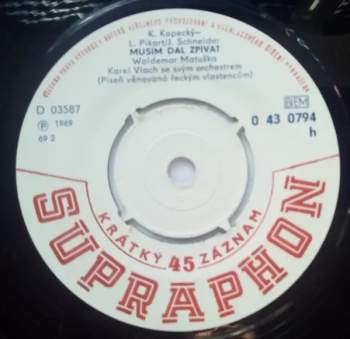 K. Kopecký—
L. Pikart/J. Schneider
MUSÍM DÁL ZPÍVAT
Waldemar Matuška
Karel Vlach se svým orchestrem
(Píseň věnovaná řeckým vlastencům)
D 03587
Ⓟ 1969
69 2
0 43 0794
h
KRÁTKÝ 45 ZÁZNAM
SUPRAPHON